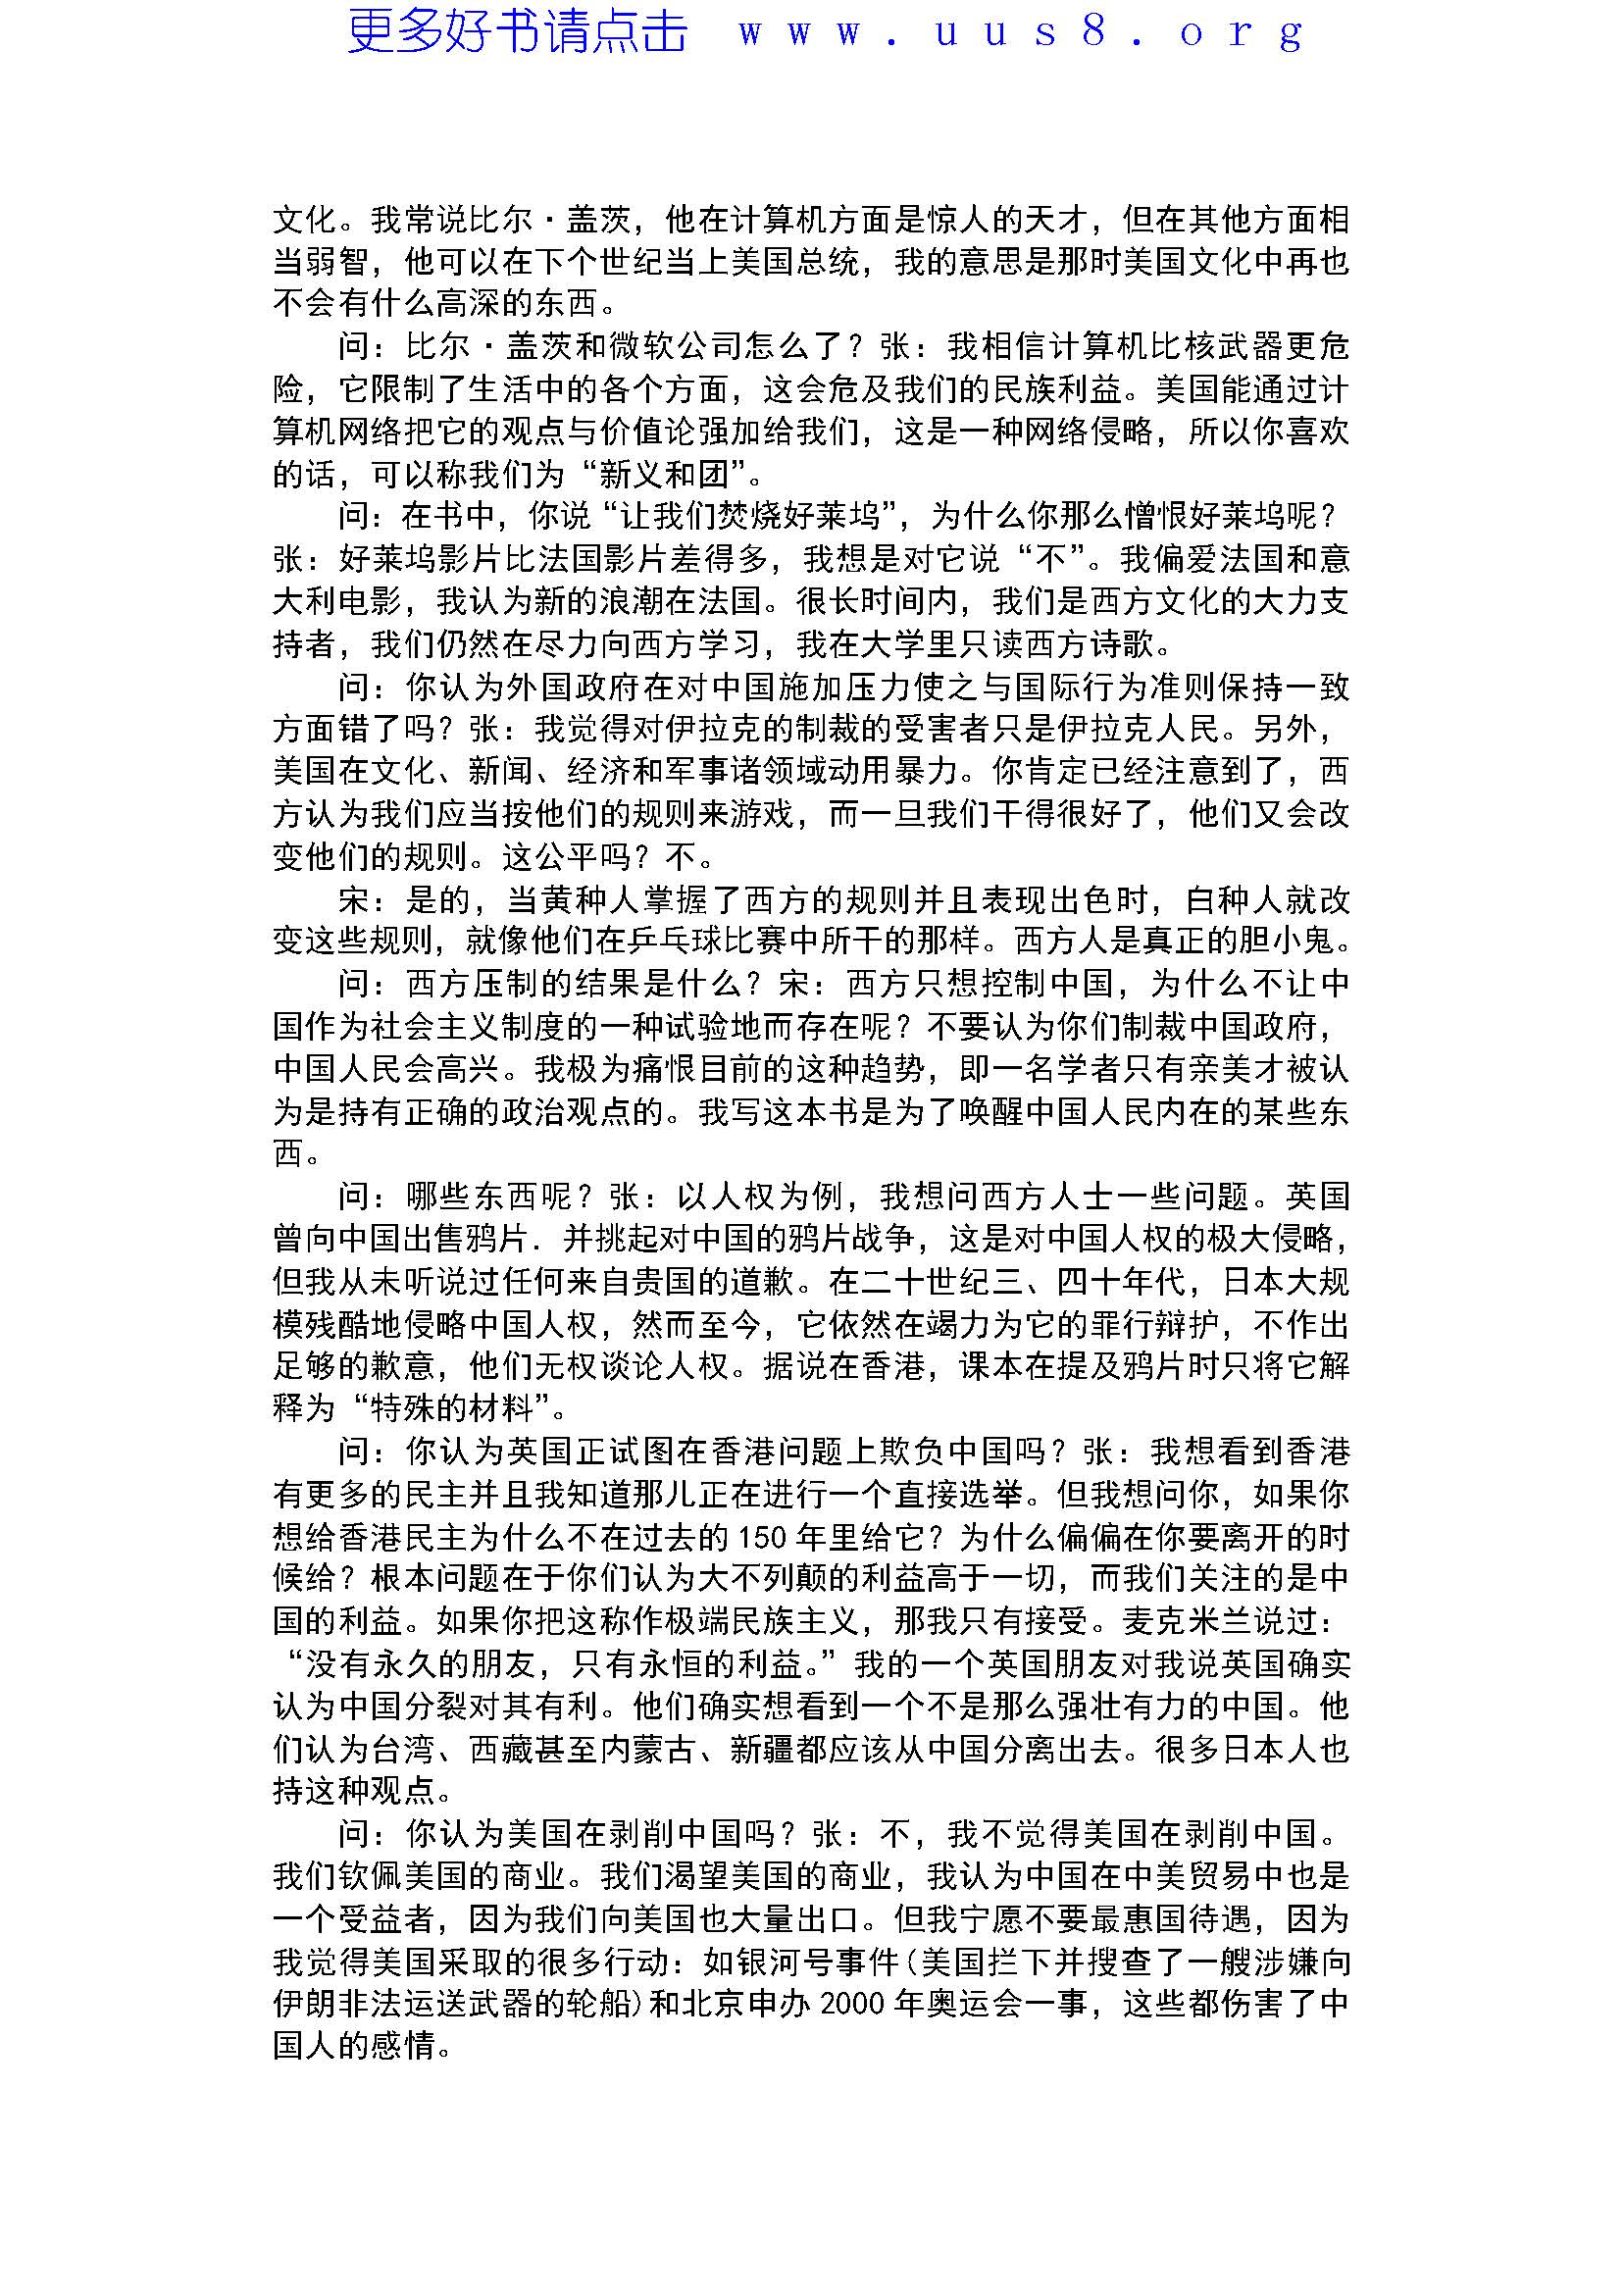 更多好书请点击 www.uus8.org
文化。我常说比尔·盖茨，他在计算机方面是惊人的天才，但在其他方面相
当弱智，他可以在下个世纪当上美国总统，我的意思是那时美国文化中再也
不会有什么高深的东西。
问：比尔·盖茨和微软公司怎么了？张：我相信计算机比核武器更危
险，它限制了生活中的各个方面，这会危及我们的民族利益。美国能通过计
算机网络把它的观点与价值论强加给我们，这是一种网络侵略，所以你喜欢
的话，可以称我们为“新义和团”。
问：在书中，你说“让我们焚烧好莱坞”，为什么你那么憎恨好莱坞呢？
张：好莱坞影片比法国影片差得多，我想是对它说“不”。我偏爱法国和意
大利电影，我认为新的浪潮在法国。很长时间内，我们是西方文化的大力支
持者，我们仍然在尽力向西方学习，我在大学里只读西方诗歌。
问：你认为外国政府在对中国施加压力使之与国际行为准则保持一致
方面错了吗？张：我觉得对伊拉克的制裁的受害者只是伊拉克人民。另外，
美国在文化、新闻、经济和军事诸领域动用暴力。你肯定已经注意到了，西
方认为我们应当按他们的规则来游戏，而一旦我们干得很好了，他们又会改
变他们的规则。这公平吗？不。
宋：是的，当黄种人掌握了西方的规则并且表现出色时，白种人就改
变这些规则，就像他们在乒乓球比赛中所干的那样。西方人是真正的胆小鬼。
问：西方压制的结果是什么？宋：西方只想控制中国，为什么不让中
国作为社会主义制度的一种试验地而存在呢？不要认为你们制裁中国政府，
中国人民会高兴。我极为痛恨目前的这种趋势，即一名学者只有亲美才被认
为是持有正确的政治观点的。我写这本书是为了唤醒中国人民内在的某些东
西。
问：哪些东西呢？张：以人权为例，我想问西方人士一些问题。英国
曾向中国出售鸦片．并挑起对中国的鸦片战争，这是对中国人权的极大侵略，
但我从未听说过任何来自贵国的道歉。在二十世纪三、四十年代，日本大规
模残酷地侵略中国人权，然而至今，它依然在竭力为它的罪行辩护，不作出
足够的歉意，他们无权谈论人权。据说在香港，课本在提及鸦片时只将它解
释为“特殊的材料”。
问：你认为英国正试图在香港问题上欺负中国吗？张：我想看到香港
有更多的民主并且我知道那儿正在进行一个直接选举。但我想问你，如果你
想给香港民主为什么不在过去的 150 年里给它？为什么偏偏在你要离开的时
候给？根本问题在于你们认为大不列颠的利益高于一切，而我们关注的是中
国的利益。如果你把这称作极端民族主义，那我只有接受。麦克米兰说过：
“没有永久的朋友，只有永恒的利益。”我的一个英国朋友对我说英国确实
认为中国分裂对其有利。他们确实想看到一个不是那么强壮有力的中国。他
们认为台湾、西藏甚至内蒙古、新疆都应该从中国分离出去。很多日本人也
持这种观点。
问：你认为美国在剥削中国吗？张：不，我不觉得美国在剥削中国。
我们钦佩美国的商业。我们渴望美国的商业，我认为中国在中美贸易中也是
一个受益者，因为我们向美国也大量出口。但我宁愿不要最惠国待遇，因为
我觉得美国采取的很多行动：如银河号事件(美国拦下并搜查了一艘涉嫌向
伊朗非法运送武器的轮船)和北京申办 2000 年奥运会一事，这些都伤害了中
国人的感情。